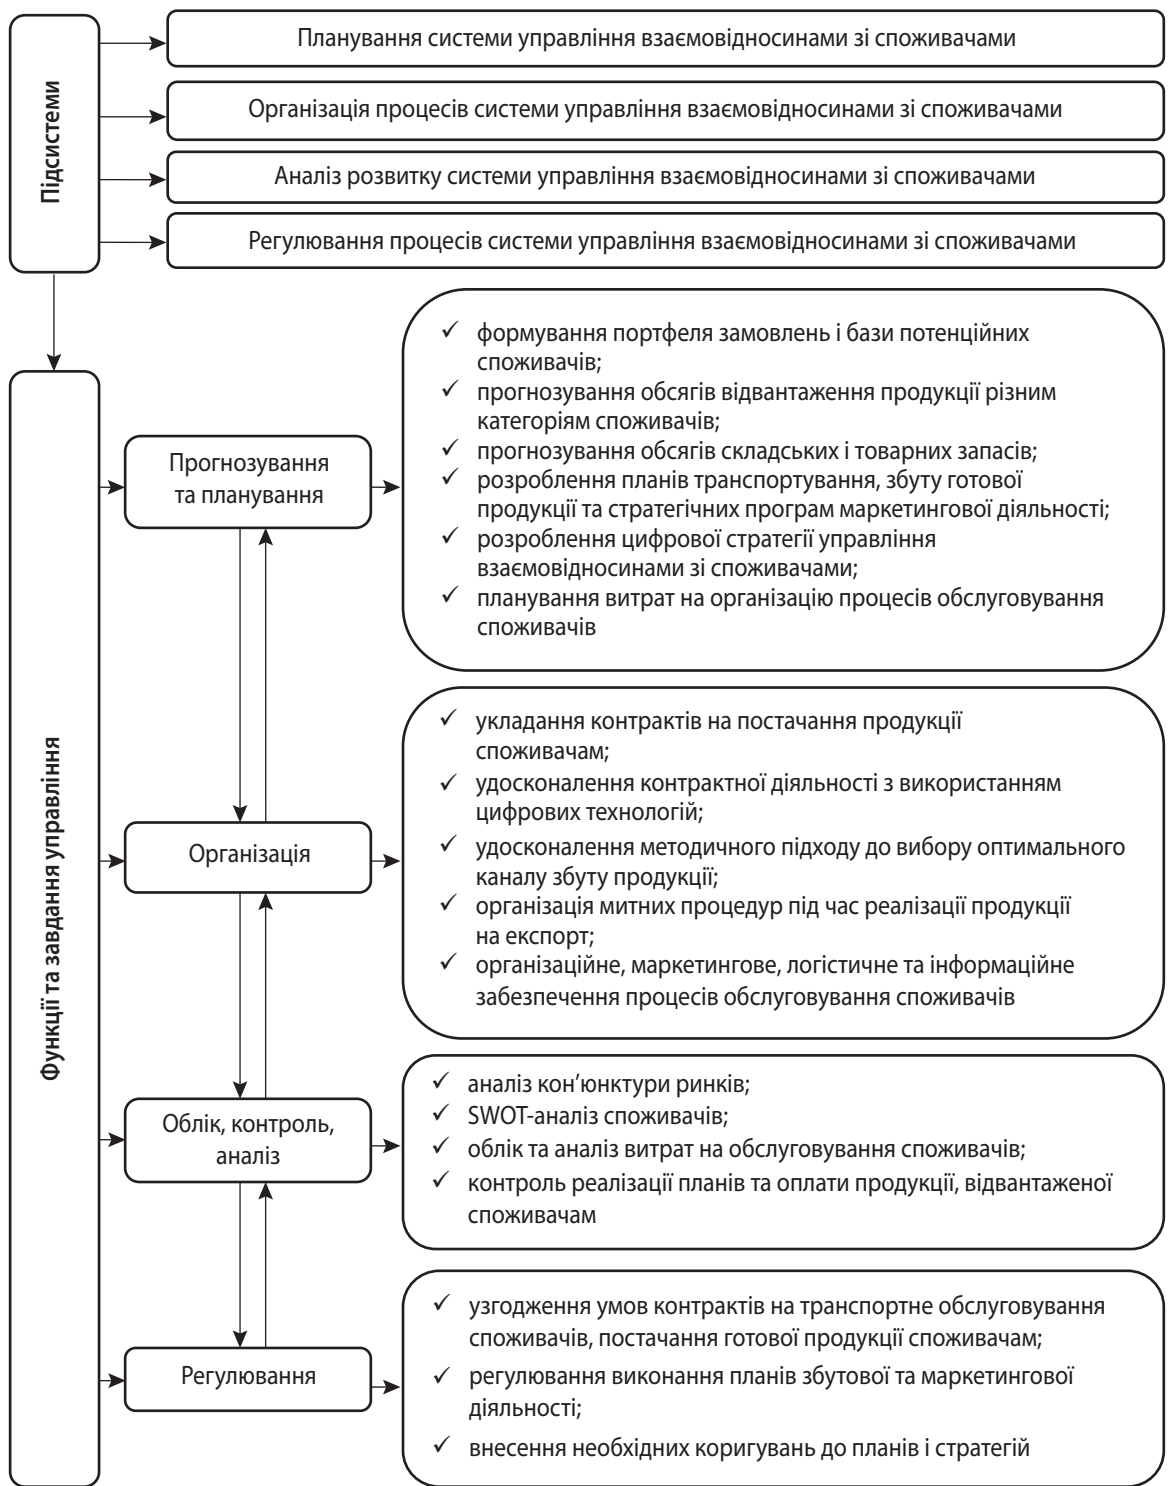 Підсистеми
Планування системи управління взаємовідносинами зі споживачами
Організація процесів системи управління взаємовідносинами зі споживачами
Аналіз розвитку системи управління взаємовідносинами зі споживачами
Регулювання процесів системи управління взаємовідносинами зі споживачами
Функції та завдання управління
Прогнозування
та планування
✓ формування портфеля замовлень і бази потенційних
споживачів;
✓ прогнозування обсягів відвантаження продукції різним
категоріям споживачів;
✓ прогнозування обсягів складських і товарних запасів;
✓ розроблення планів транспортування, збуту готової
продукції та стратегічних програм маркетингової діяльності;
✓ розроблення цифрової стратегії управління
взаємовідносинами зі споживачами;
✓ планування витрат на організацію процесів обслуговування
споживачів
Організація
✓ укладання контрактів на постачання продукції
споживачам;
✓ удосконалення контрактної діяльності з використанням
цифрових технологій;
✓ удосконалення методичного підходу до вибору оптимального
каналу збуту продукції;
✓ організація митних процедур під час реалізації продукції
на експорт;
✓ організаційне, маркетингове, логістичне та інформаційне
забезпечення процесів обслуговування споживачів
Облік, контроль,
аналіз
✓ аналіз кон’юнктури ринків;
✓ SWOT-аналіз споживачів;
✓ облік та аналіз витрат на обслуговування споживачів;
✓ контроль реалізації планів та оплати продукції, відвантаженої
споживачам
Регулювання
✓ узгодження умов контрактів на транспортне обслуговування
споживачів, постачання готової продукції споживачам;
✓ регулювання виконання планів збутової та маркетингової
діяльності;
✓ внесення необхідних коригувань до планів і стратегій